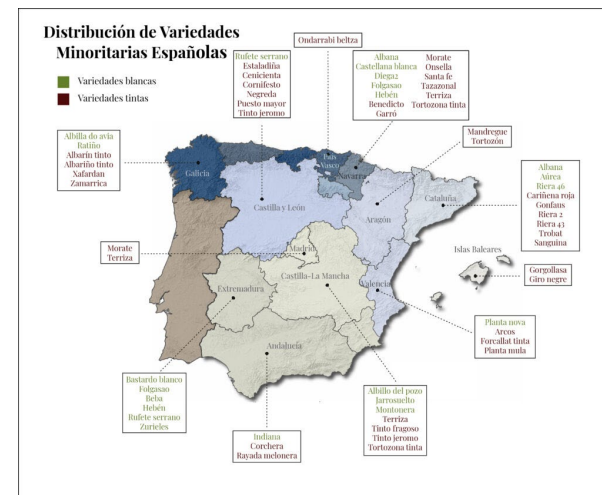 Distribución de Variedades
Minoritarias Españolas
Variedades blancas
Variedades tintas
Rufete serrano
Estaladiña
Cenicienta
Cornifesto
Negreda
Puesto mayor
Tinto jeromo
Ondarrabi beltza
Albana
Castellana blanca
Diega2
Folgasao
Hebén
Benedicto
Garró
Morate
Onsella
Santa fe
Tazazonal
Terriza
Tortozona tinta
Mandregue
Tortozón
Albilla do avia
Ratiño
Albarín tinto
Albariño tinto
Xafardan
Zamarrica
Albana
Aúrea
Riera 46
Cariñena roja
Gonfaus
Riera 2
Riera 43
Trobat
Sanguina
Galicia
País
Vasco
Navarra
Castilla y León
Aragón
Cataluña
Islas Baleares
Morate
Terriza
Madrid
Castilla-La Mancha
Extremadura
Valencia
Andalucía
Gorgollasa
Giro negre
Planta nova
Arcos
Forcallat tinta
Planta mula
Bastardo blanco
Folgasao
Beba
Hebén
Rufete serrano
Zurieles
Indiana
Corchera
Rayada melonera
Albillo del pozo
Jarrosuelto
Montonera
Terriza
Tinto fragoso
Tinto jeromo
Tortozona tinta